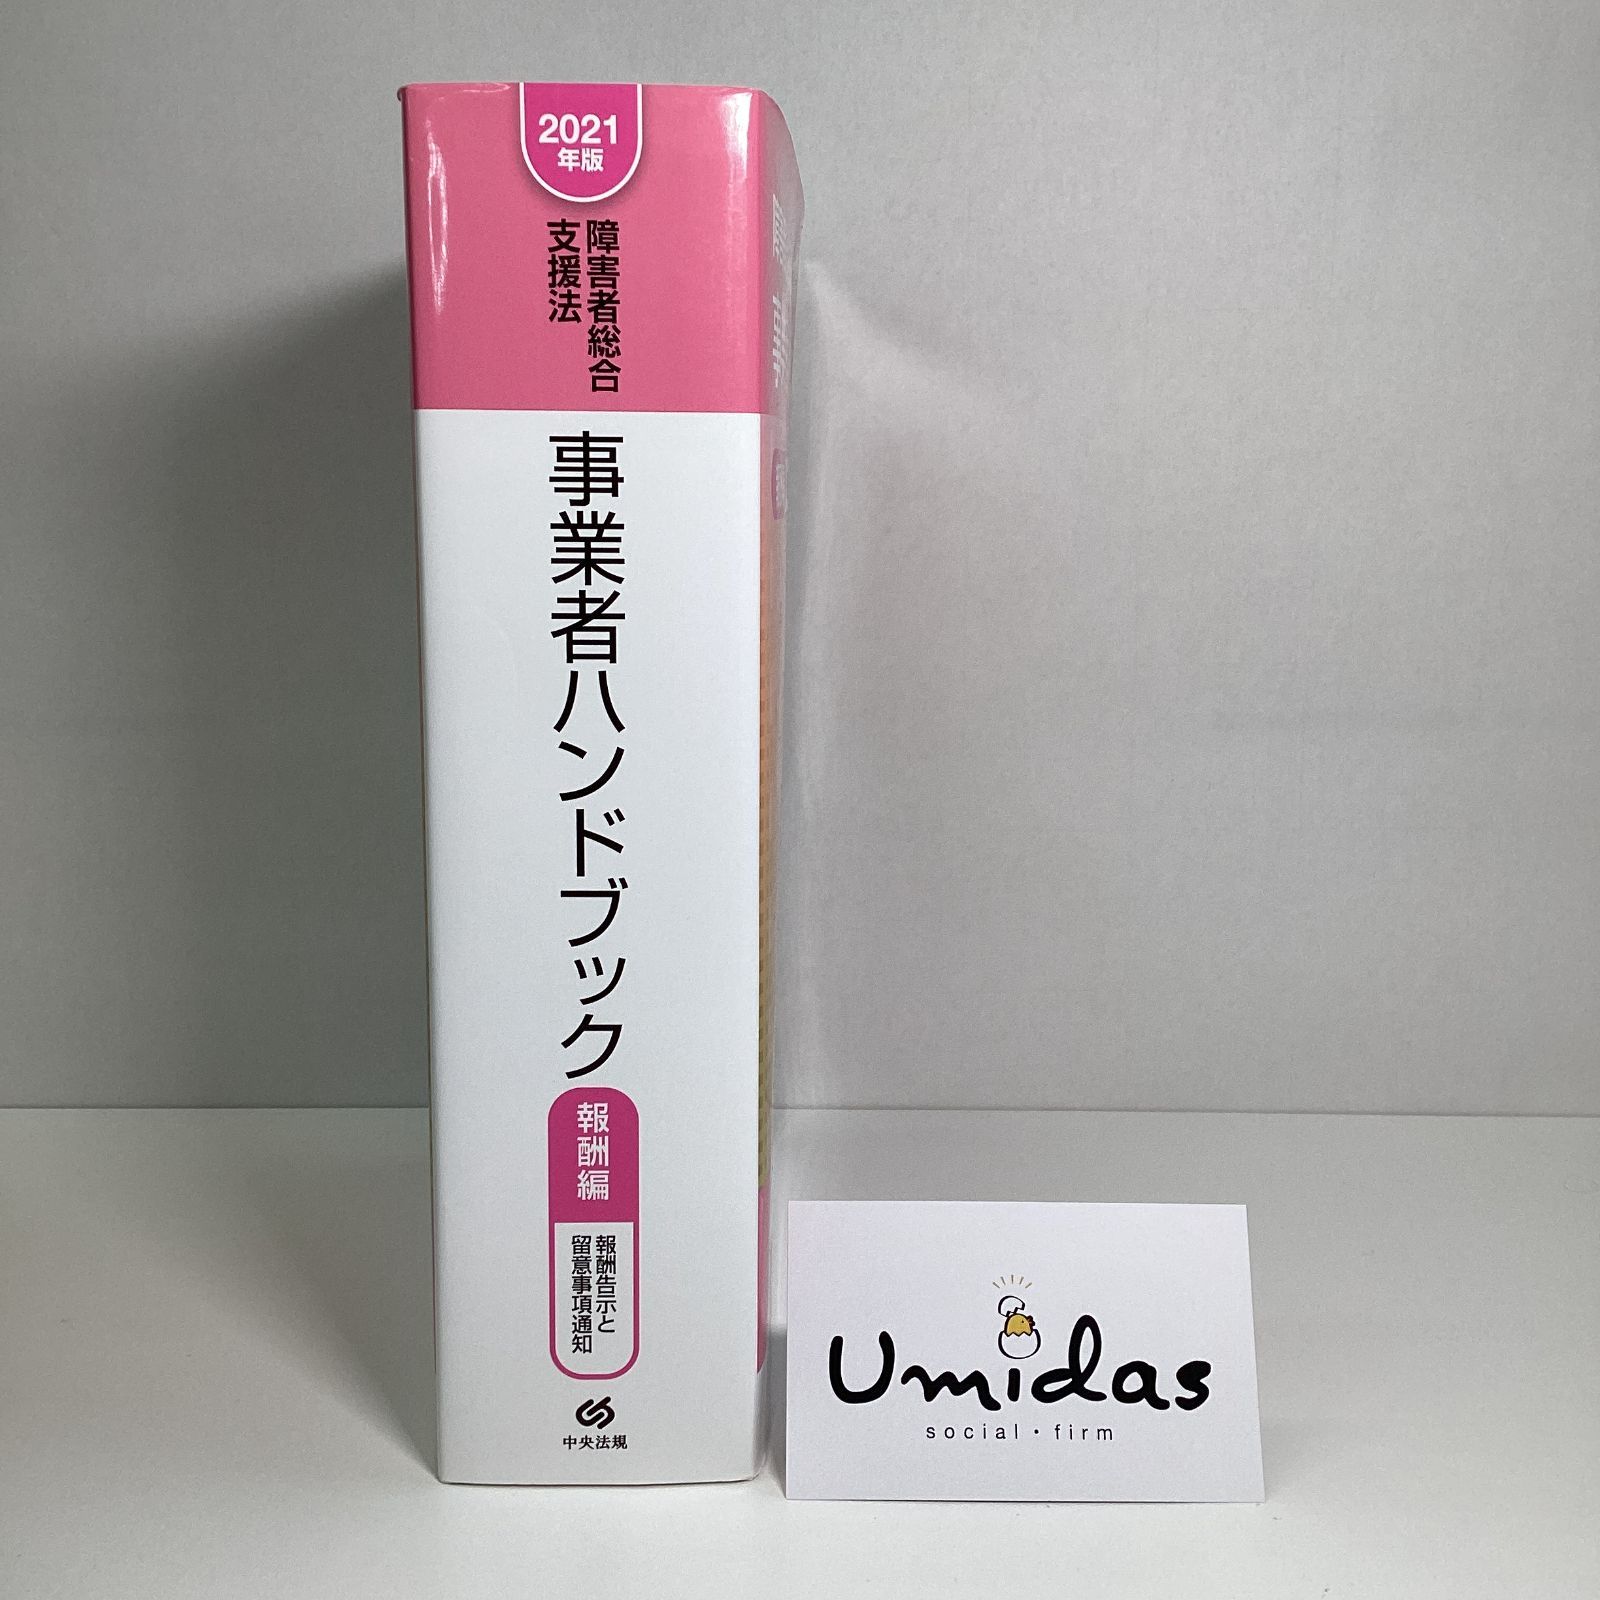 2021
年版
障害者総合
支援法
事業者ハンドブック
報酬編
報酬告示と
留意事項通知
中央法規
Umidas
social・firm